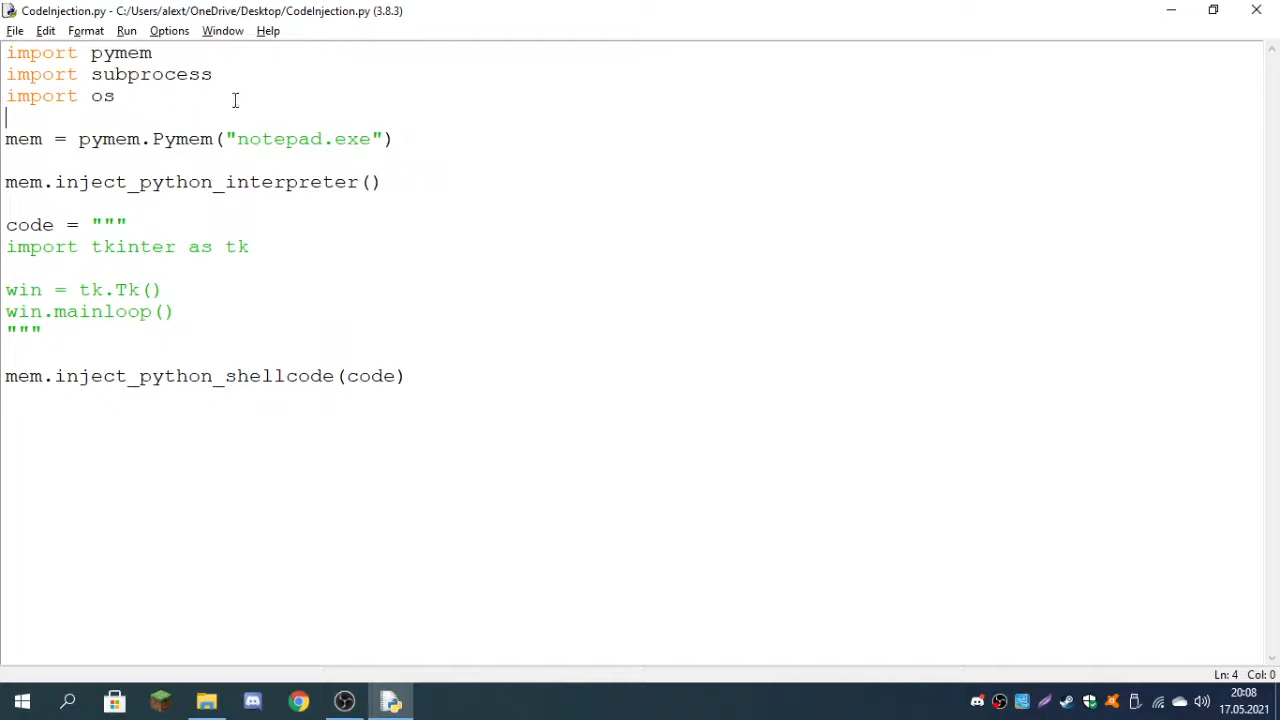 CodeInjection.py - C:/Users/alext/OneDrive/Desktop/CodeInjection.py (3.8.3)
File Edit Format Run Options Window Help
import pymem
import subprocess
import os
mem = pymem.Pymem("notepad.exe")
mem.inject_python_interpreter()
code = """
import tkinter as tk
win = tk.Tk()
win.mainloop()
"""
mem.inject_python_shellcode(code)
Ln: 4 Col: 0
20:08
17.05.2021